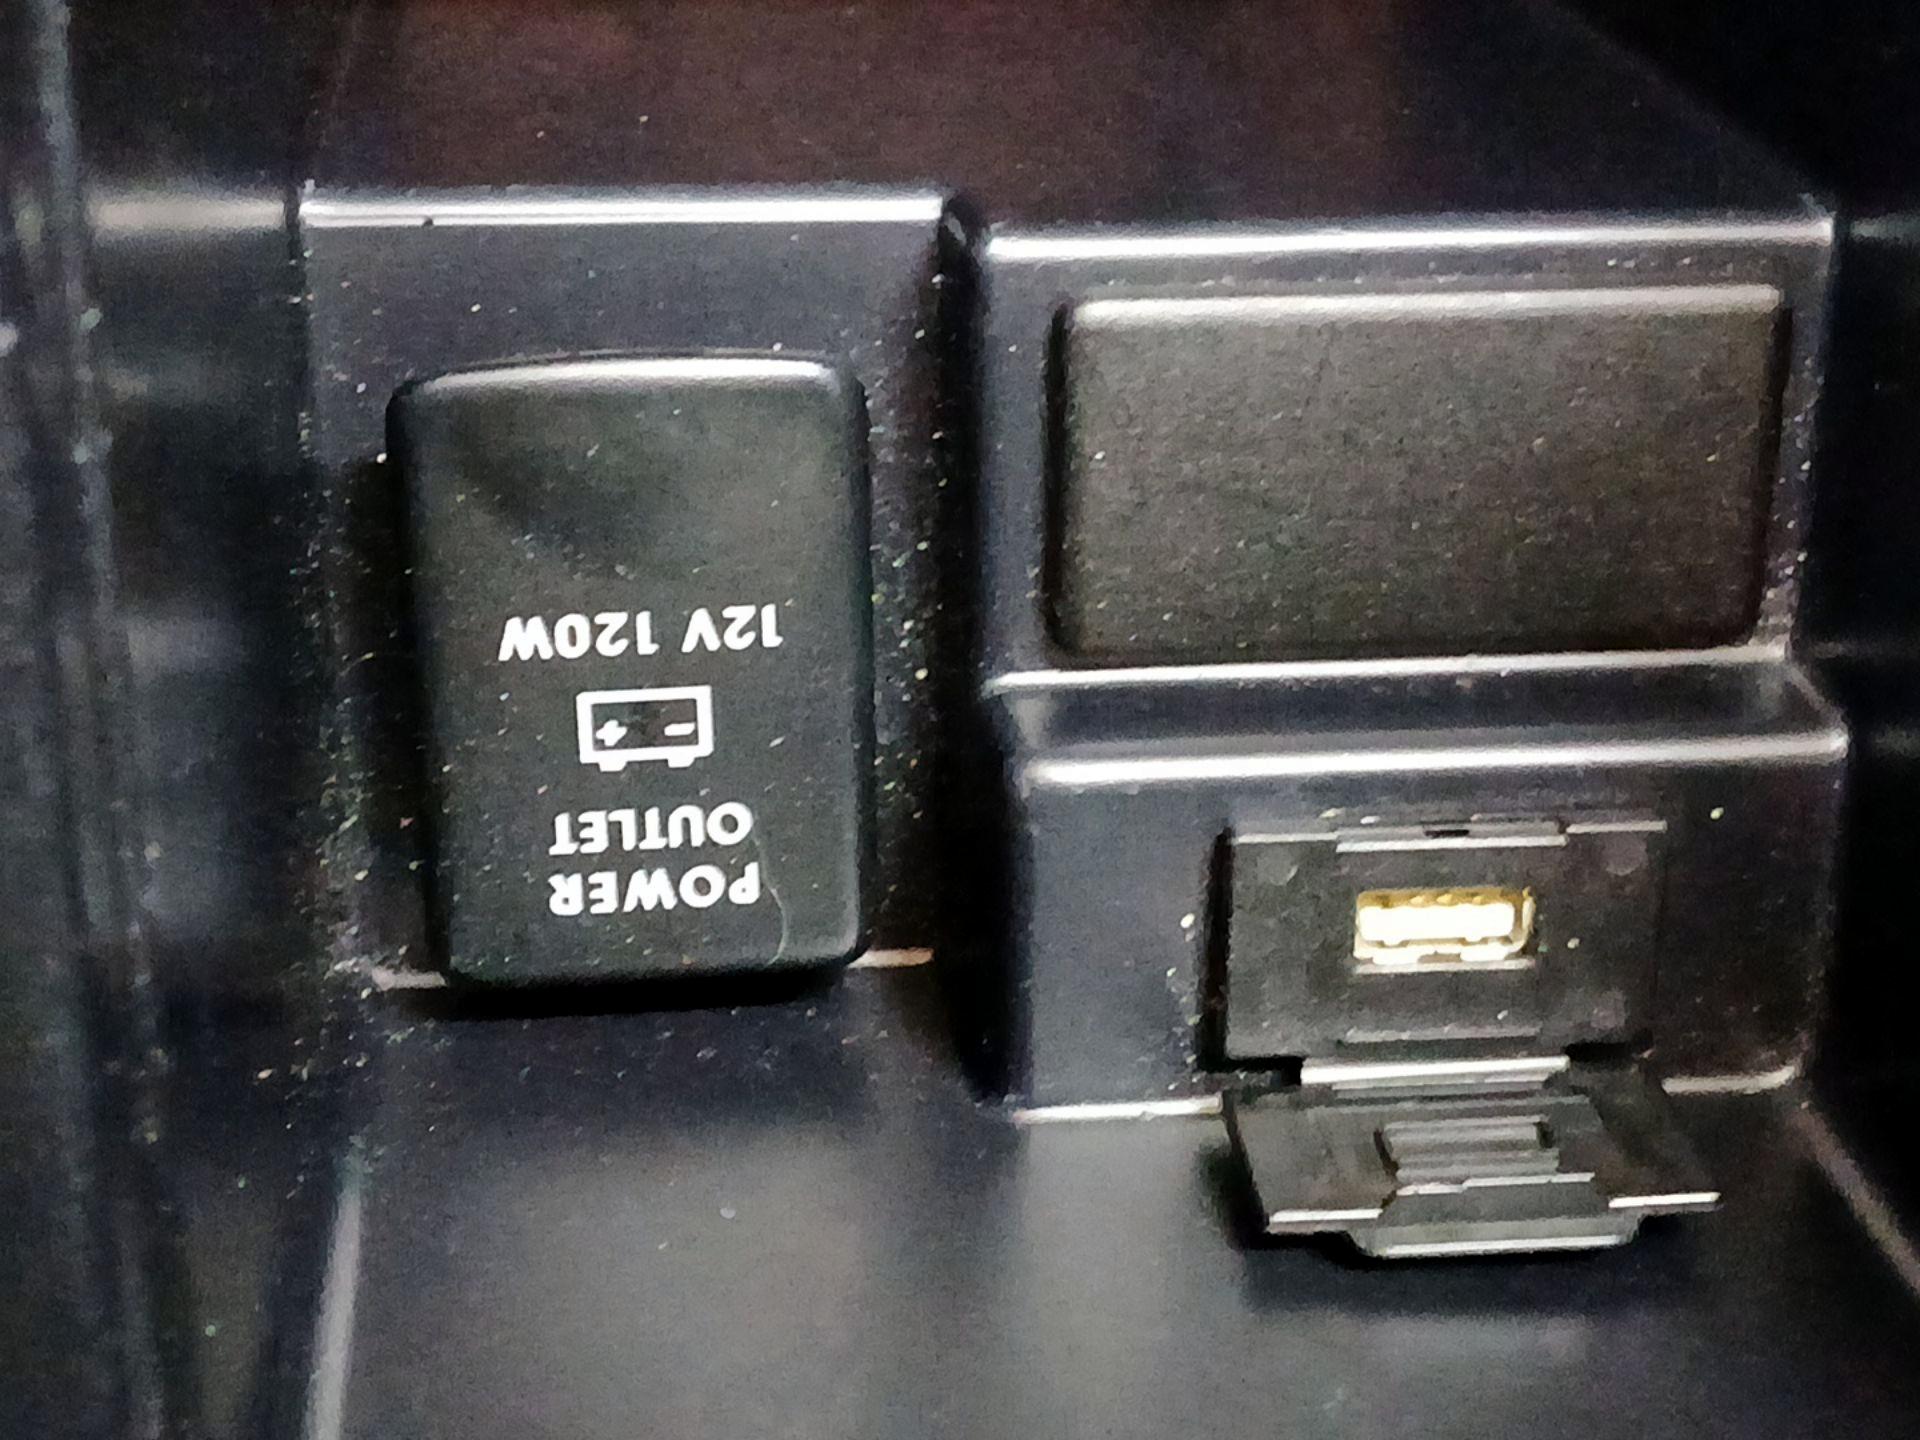 POWER
OUTLET
- +
12V 120W